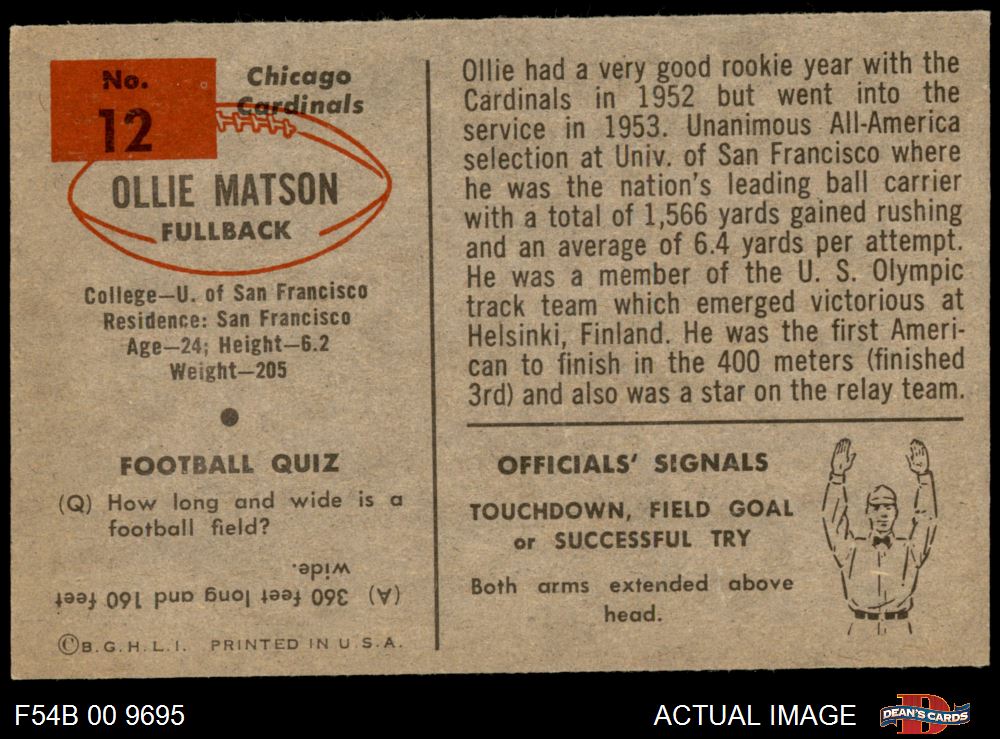 No.
12
Chicago
Cardinals
OLLIE MATSON
FULLBACK
College—U. of San Francisco
Residence: San Francisco
Age—24; Height—6.2
Weight—205
FOOTBALL QUIZ
(Q) How long and wide is a
football field?
(A) 360 feet long and 160 feet
wide.
©B.G.H.L.I. PRINTED IN U.S.A.
Ollie had a very good rookie year with the
Cardinals in 1952 but went into the
service in 1953. Unanimous All-America
selection at Univ. of San Francisco where
he was the nation's leading ball carrier
with a total of 1,566 yards gained rushing
and an average of 6.4 yards per attempt.
He was a member of the U. S. Olympic
track team which emerged victorious at
Helsinki, Finland. He was the first Ameri-
can to finish in the 400 meters (finished
3rd) and also was a star on the relay team.
OFFICIALS' SIGNALS
TOUCHDOWN, FIELD GOAL
or SUCCESSFUL TRY
Both arms extended above
head.
F54B 00 9695
ACTUAL IMAGE
D
DEAN'S CARDS